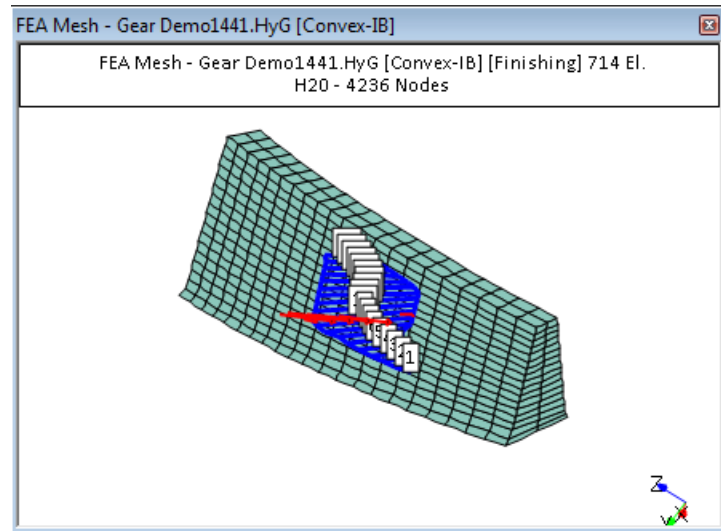 FEA Mesh - Gear Demo1441.HyG [Convex-IB]
FEA Mesh - Gear Demo1441.HyG [Convex-IB] [Finishing] 714 El.
H20 - 4236 Nodes
1
Z
X
Y